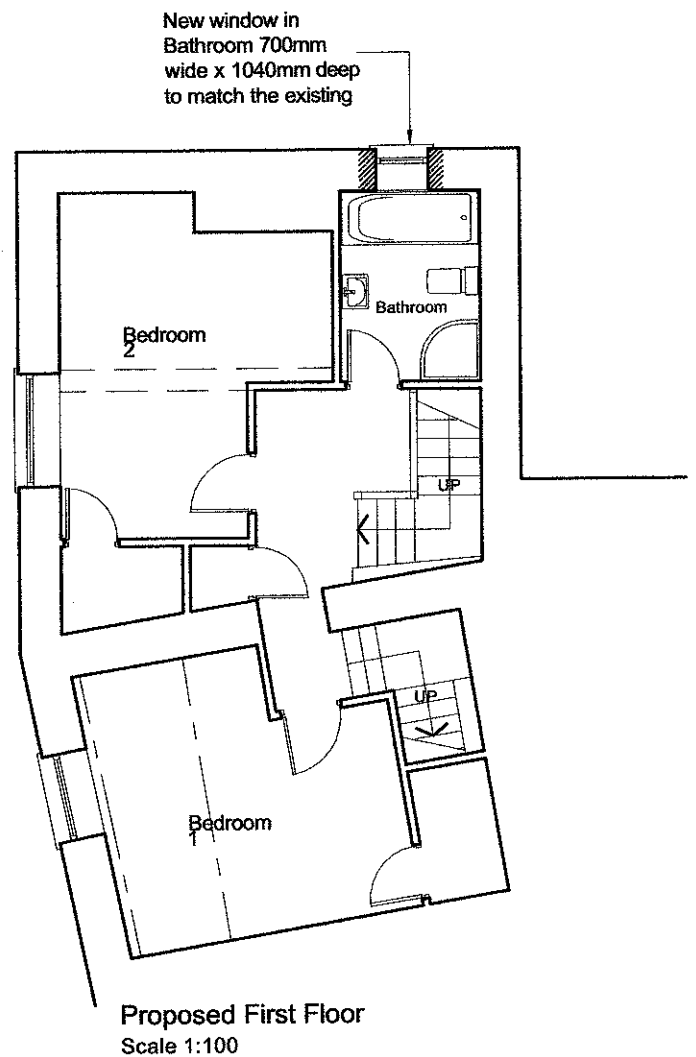 New window in
Bathroom 700mm
wide x 1040mm deep
to match the existing
Bathroom
Bedroom
2
UP
UP
Bedroom
1
Proposed First Floor
Scale 1:100